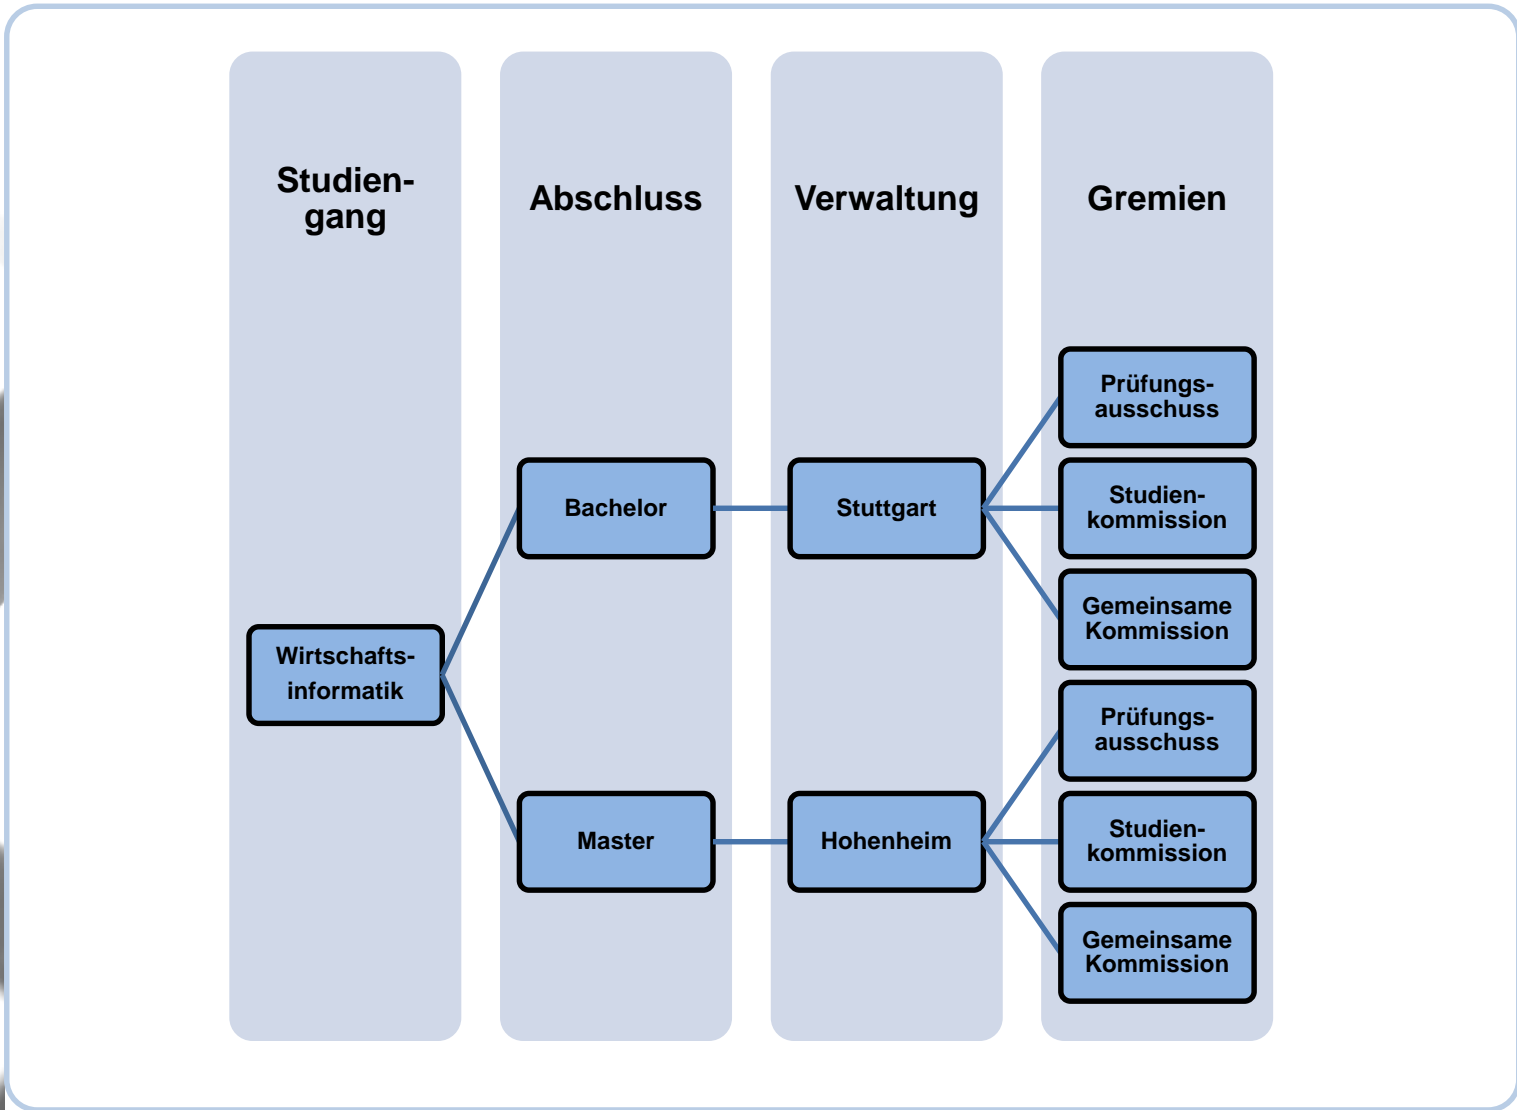 Studien-
gang
Abschluss
Verwaltung
Gremien
Wirtschafts-
informatik
Bachelor
Master
Stuttgart
Hohenheim
Prüfungs-
ausschuss
Studien-
kommission
Gemeinsame
Kommission
Prüfungs-
ausschuss
Studien-
kommission
Gemeinsame
Kommission